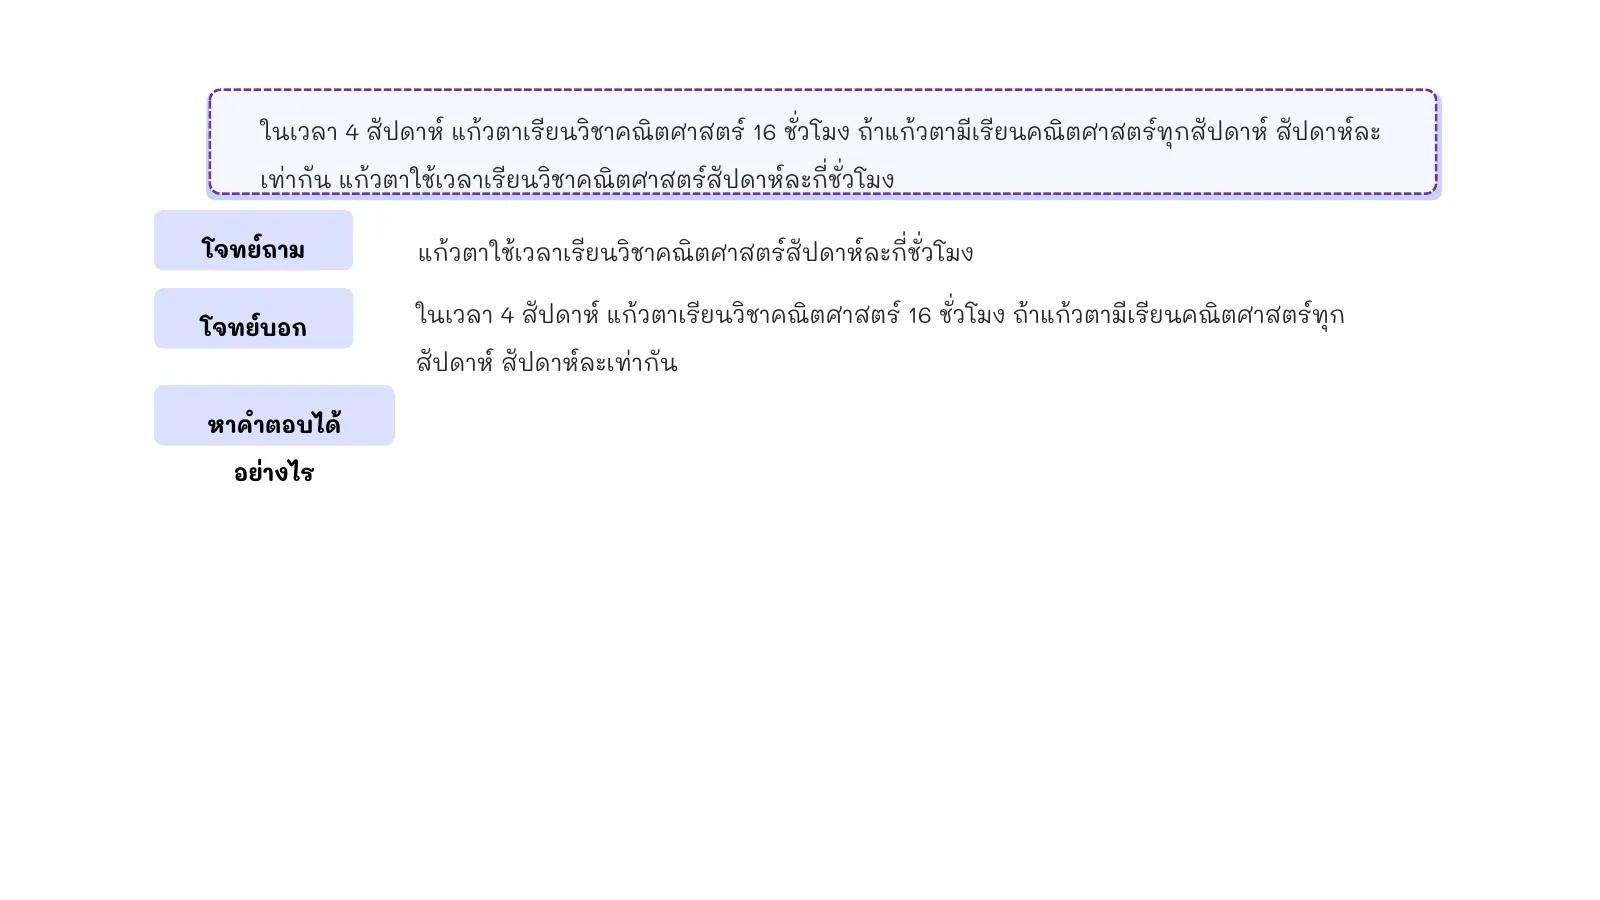 ในเวลา 4 สัปดาห์ แก้วตาเรียนวิชาคณิตศาสตร์ 16 ชั่วโมง ถ้าแก้วตามีเรียนคณิตศาสตร์ทุกสัปดาห์ สัปดาห์ละ
เท่ากัน แก้วตาใช้เวลาเรียนวิชาคณิตศาสตร์สัปดาห์ละกี่ชั่วโมง
โจทย์ถาม
แก้วตาใช้เวลาเรียนวิชาคณิตศาสตร์สัปดาห์ละกี่ชั่วโมง
โจทย์บอก
ในเวลา 4 สัปดาห์ แก้วตาเรียนวิชาคณิตศาสตร์ 16 ชั่วโมง ถ้าแก้วตามีเรียนคณิตศาสตร์ทุก
สัปดาห์ สัปดาห์ละเท่ากัน
หาคำตอบได้
อย่างไร